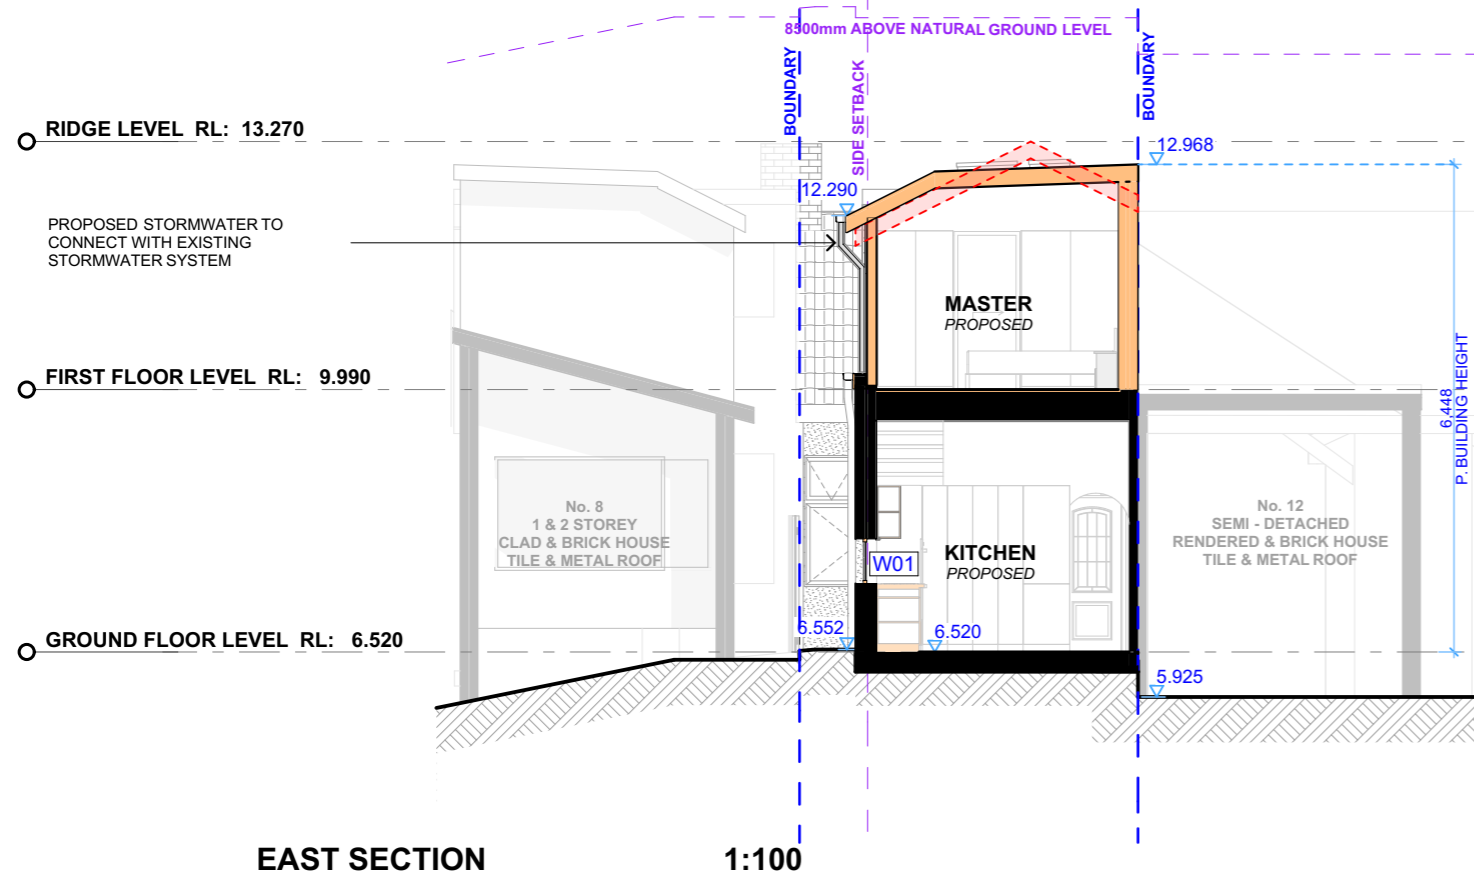 8500mm ABOVE NATURAL GROUND LEVEL
BOUNDARY
SIDE SETBACK
BOUNDARY
RIDGE LEVEL RL: 13.270
12.968
12.290
PROPOSED STORMWATER TO
CONNECT WITH EXISTING
STORMWATER SYSTEM
MASTER
PROPOSED
FIRST FLOOR LEVEL RL: 9.990
6,448
P. BUILDING HEIGHT
No. 8
1 & 2 STOREY
CLAD & BRICK HOUSE
TILE & METAL ROOF
W01
KITCHEN
PROPOSED
No. 12
SEMI - DETACHED
RENDERED & BRICK HOUSE
TILE & METAL ROOF
GROUND FLOOR LEVEL RL: 6.520
6.552
6.520
5.925
EAST SECTION 1:100